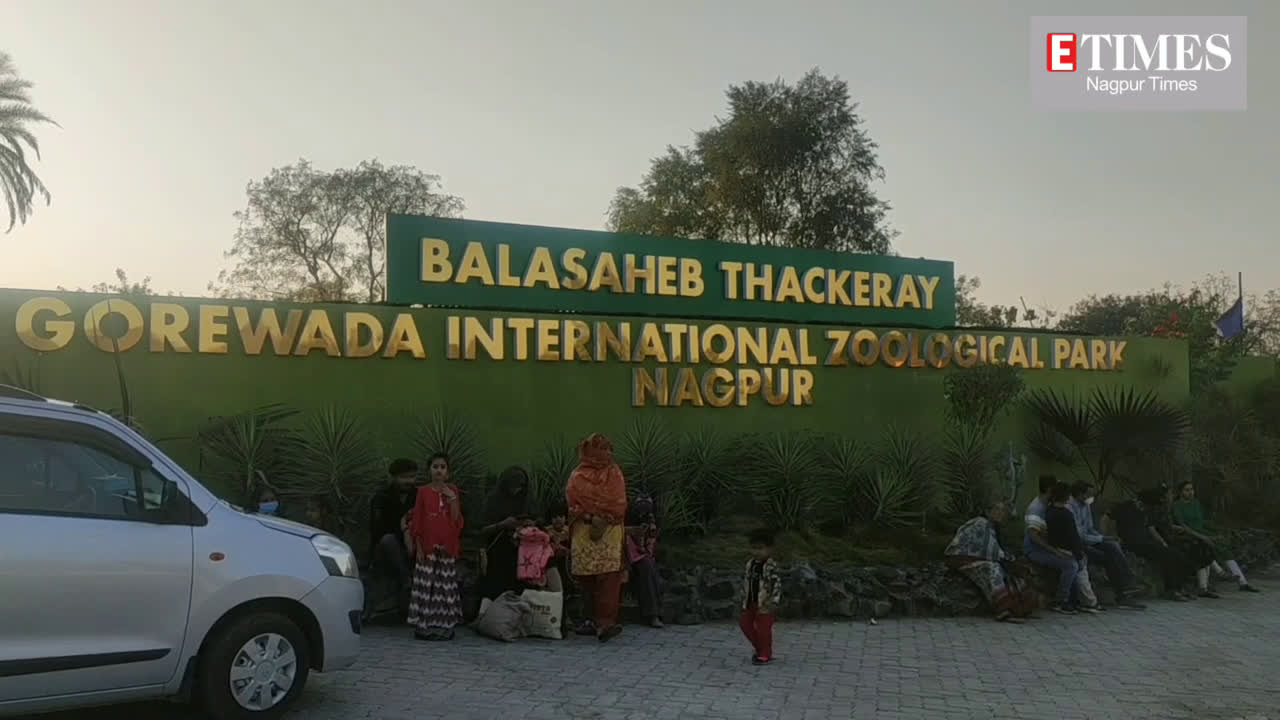 ETIMES
Nagpur Times
BALASAHEB THACKERAY
GOREWADA INTERNATIONAL ZOOLOGICAL PARK
NAGPUR